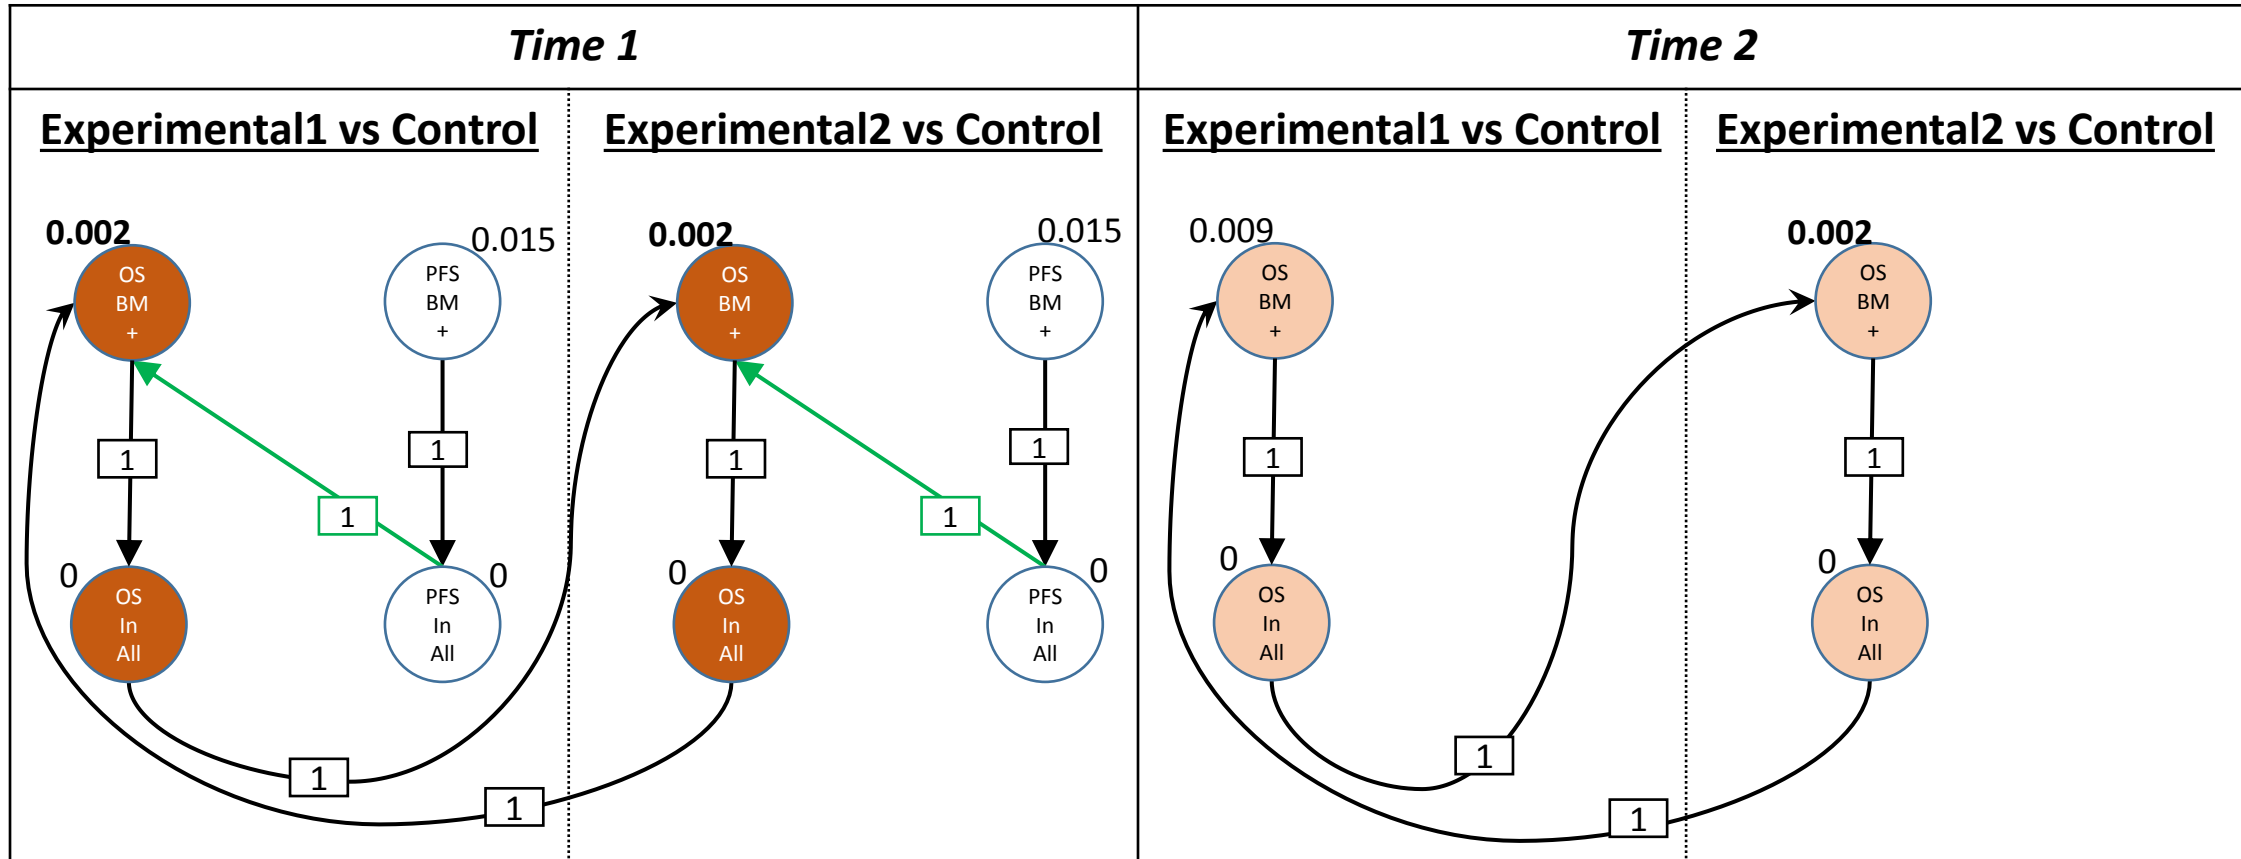 Time 1
Time 2
Experimental1 vs Control
Experimental2 vs Control
Experimental1 vs Control
Experimental2 vs Control
0.002
0.015
0.002
0.015
0.009
0.002
OS
BM
+
PFS
BM
+
OS
BM
+
PFS
BM
+
OS
BM
+
OS
BM
+
1
1
1
1
1
1
1
1
0
0
0
0
0
0
OS
In
All
PFS
In
All
OS
In
All
PFS
In
All
OS
In
All
OS
In
All
1
1
1
1